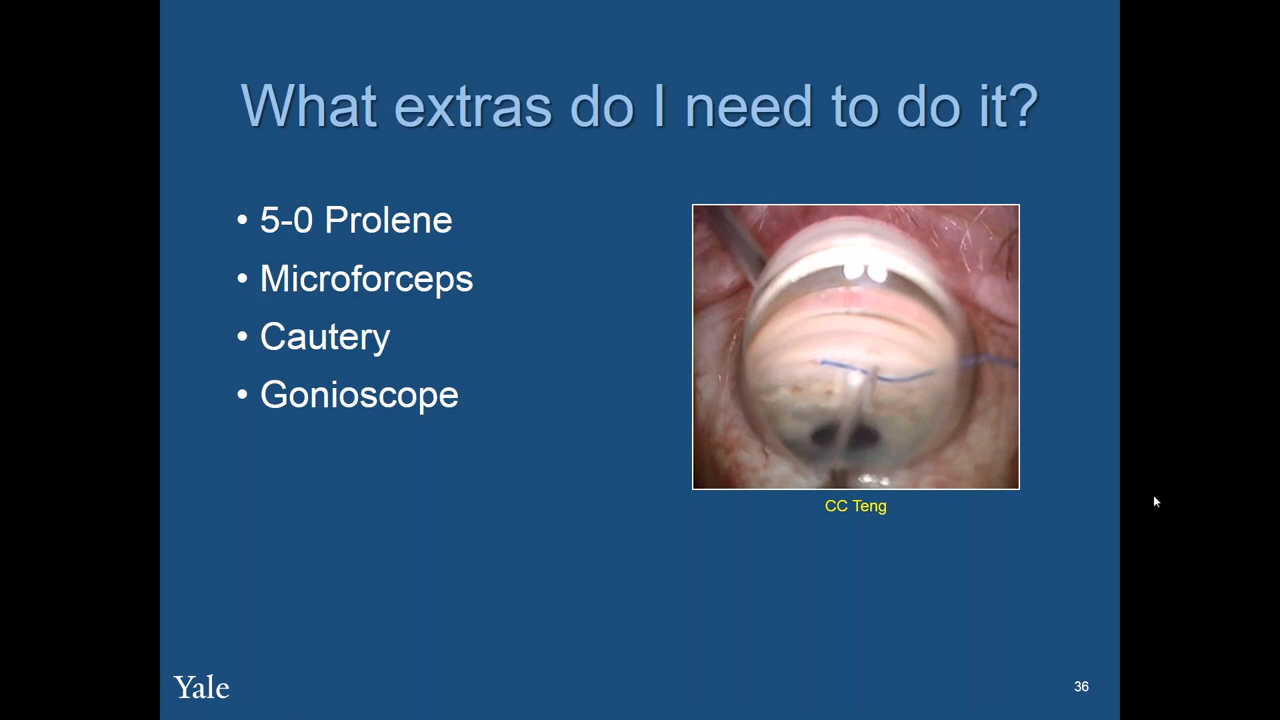 What extras do I need to do it?
• 5-0 Prolene
• Microforceps
• Cautery
• Gonioscope
CC Teng
Yale
36